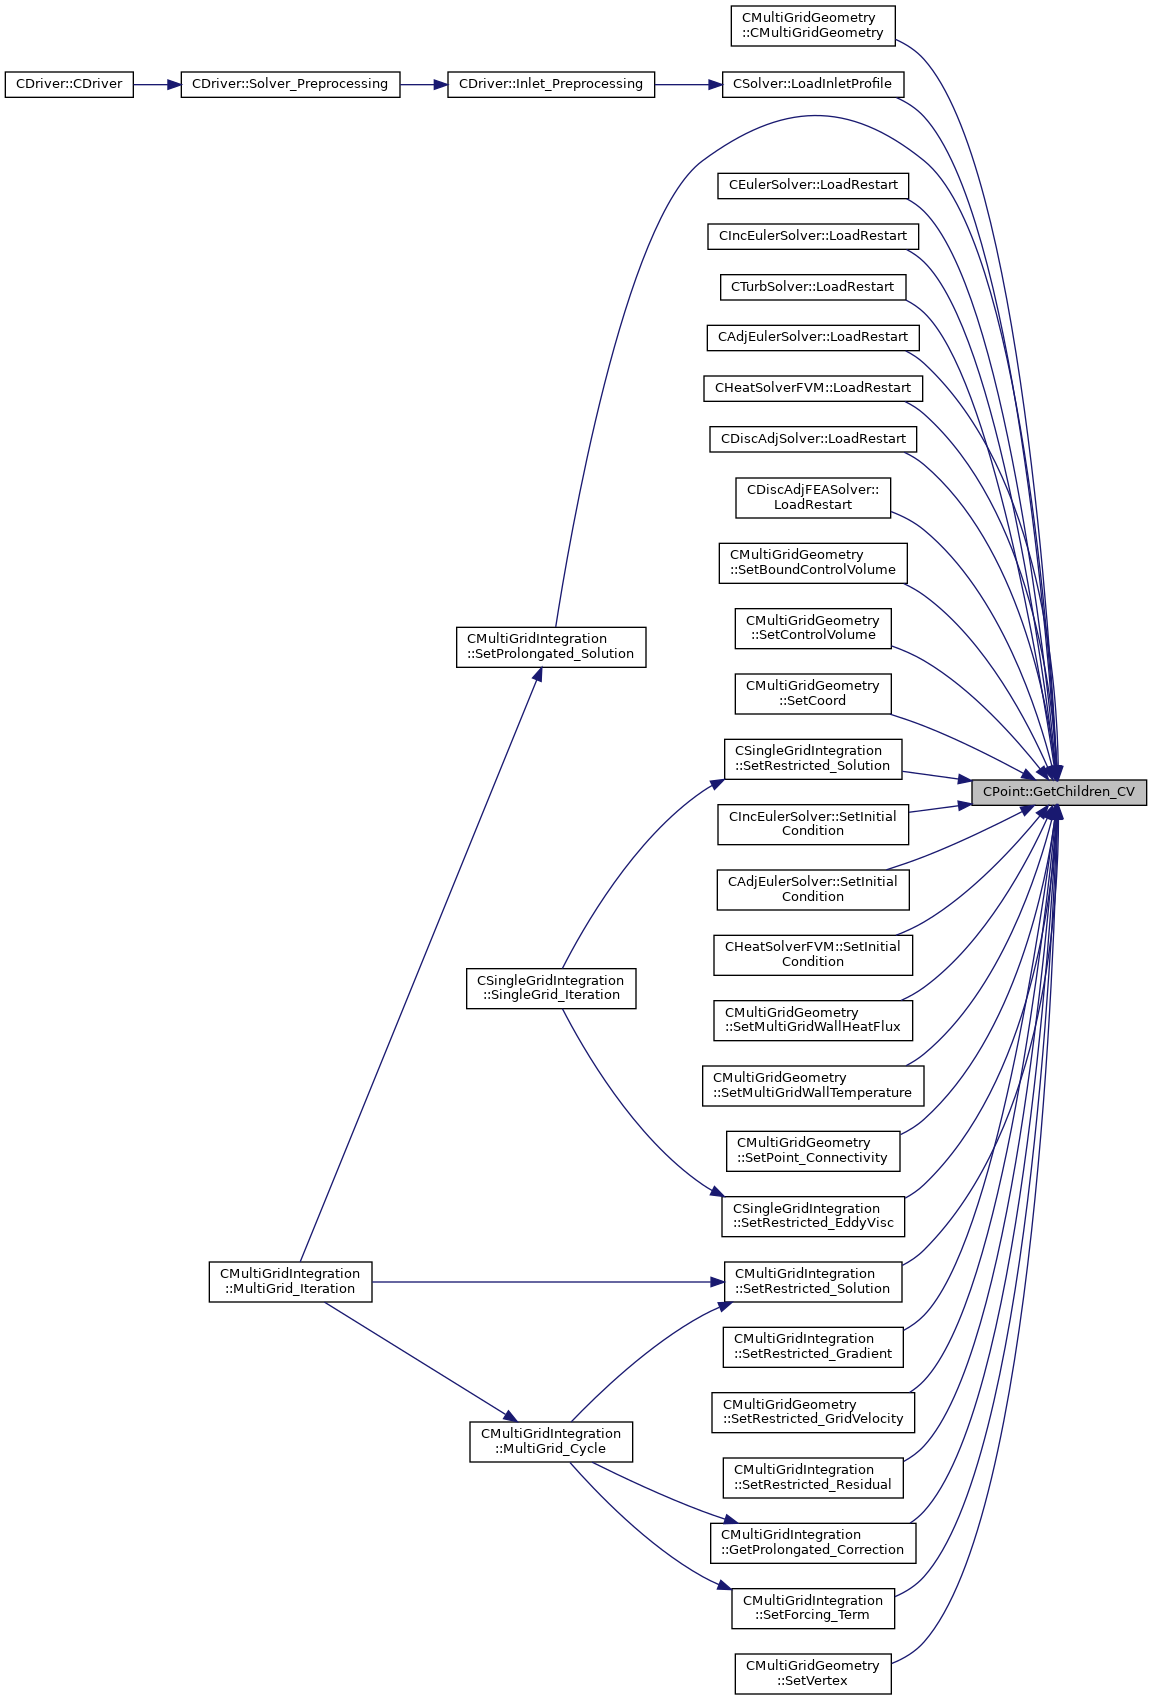 CMultiGridGeometry
::CMultiGridGeometry
CDriver::CDriver
CDriver::Solver_Preprocessing
CDriver::Inlet_Preprocessing
CSolver::LoadInletProfile
CEulerSolver::LoadRestart
CIncEulerSolver::LoadRestart
CTurbSolver::LoadRestart
CAdjEulerSolver::LoadRestart
CHeatSolverFVM::LoadRestart
CDiscAdjSolver::LoadRestart
CDiscAdjFEASolver::
LoadRestart
CMultiGridGeometry
::SetBoundControlVolume
CMultiGridGeometry
::SetControlVolume
CMultiGridIntegration
::SetProlongated_Solution
CMultiGridGeometry
::SetCoord
CSingleGridIntegration
::SetRestricted_Solution
CPoint::GetChildren_CV
CIncEulerSolver::SetInitial
Condition
CAdjEulerSolver::SetInitial
Condition
CHeatSolverFVM::SetInitial
Condition
CSingleGridIntegration
::SingleGrid_Iteration
CMultiGridGeometry
::SetMultiGridWallHeatFlux
CMultiGridGeometry
::SetMultiGridWallTemperature
CMultiGridGeometry
::SetPoint_Connectivity
CSingleGridIntegration
::SetRestricted_EddyVisc
CMultiGridIntegration
::MultiGrid_Iteration
CMultiGridIntegration
::SetRestricted_Solution
CMultiGridIntegration
::SetRestricted_Gradient
CMultiGridGeometry
::SetRestricted_GridVelocity
CMultiGridIntegration
::MultiGrid_Cycle
CMultiGridIntegration
::SetRestricted_Residual
CMultiGridIntegration
::GetProlongated_Correction
CMultiGridIntegration
::SetForcing_Term
CMultiGridGeometry
::SetVertex